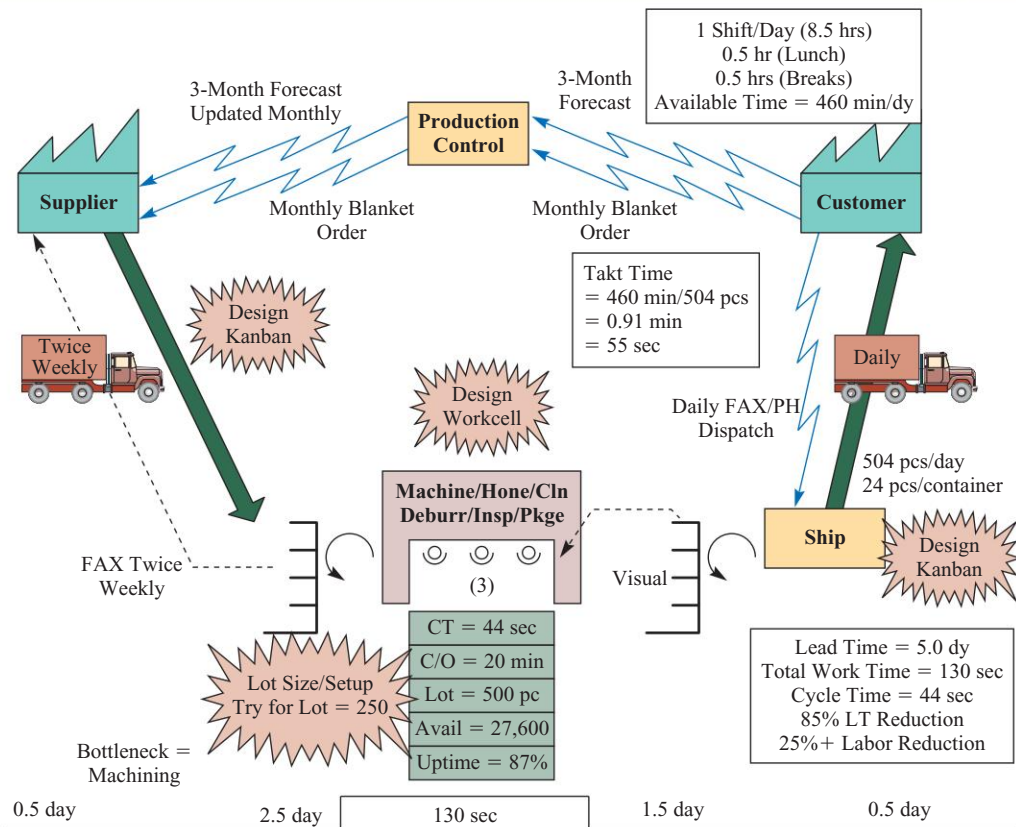 1 Shift/Day (8.5 hrs)
0.5 hr (Lunch)
0.5 hrs (Breaks)
Available Time = 460 min/dy
3-Month Forecast
Updated Monthly
3-Month
Forecast
Production
Control
Supplier
Customer
Monthly Blanket
Order
Monthly Blanket
Order
Takt Time
= 460 min/504 pcs
= 0.91 min
= 55 sec
Design
Kanban
Twice
Weekly
Daily
Design
Workcell
Daily FAX/PH
Dispatch
504 pcs/day
24 pcs/container
Machine/Hone/Cln
Deburr/Insp/Pkge
(3)
Ship
Design
Kanban
FAX Twice
Weekly
Visual
CT = 44 sec
C/O = 20 min
Lot = 500 pc
Avail = 27,600
Uptime = 87%
Lot Size/Setup
Try for Lot = 250
Lead Time = 5.0 dy
Total Work Time = 130 sec
Cycle Time = 44 sec
85% LT Reduction
25%+ Labor Reduction
Bottleneck =
Machining
0.5 day
2.5 day
130 sec
1.5 day
0.5 day